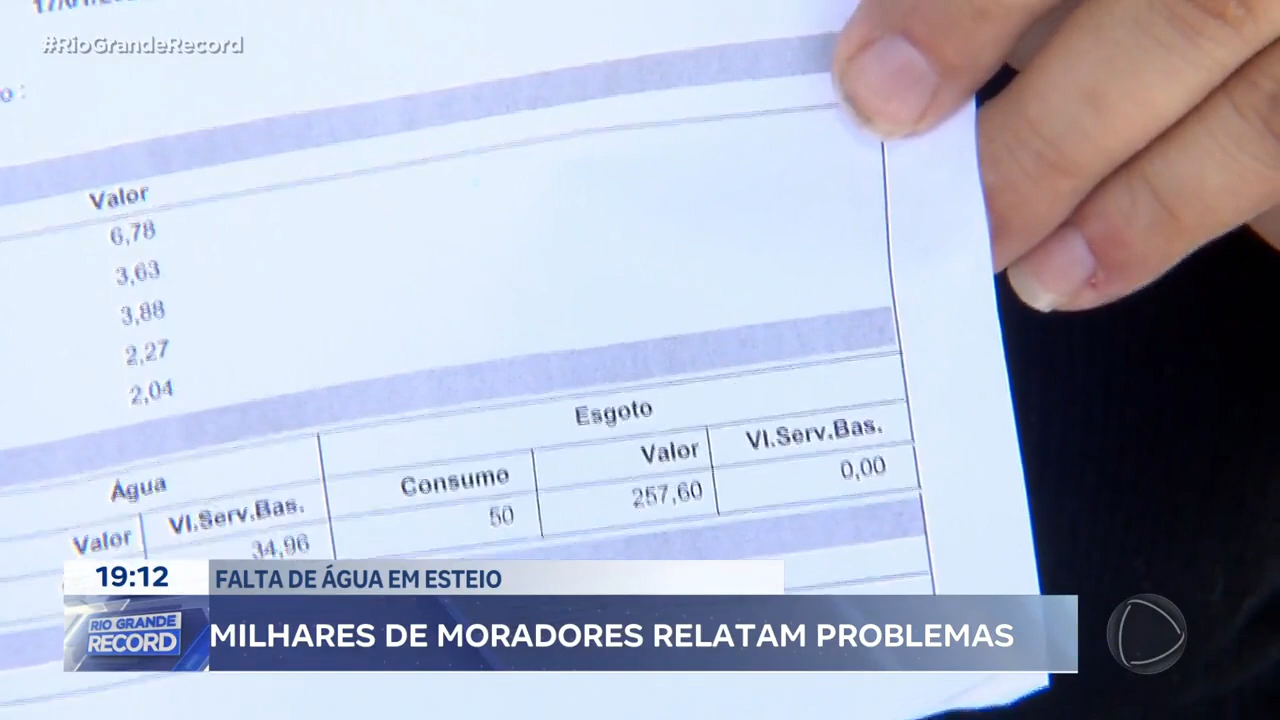 #RioGrandeRecord
o :
Valor
6,78
3,63
3,88
2,27
2,04
Esgoto
Água
Consumo
Valor
Vl.Serv.Bas.
Valor
Vl.Serv.Bas.
50
257,60
0,00
34,96
19:12
FALTA DE ÁGUA EM ESTEIO
RIO GRANDE
RECORD
MILHARES DE MORADORES RELATAM PROBLEMAS